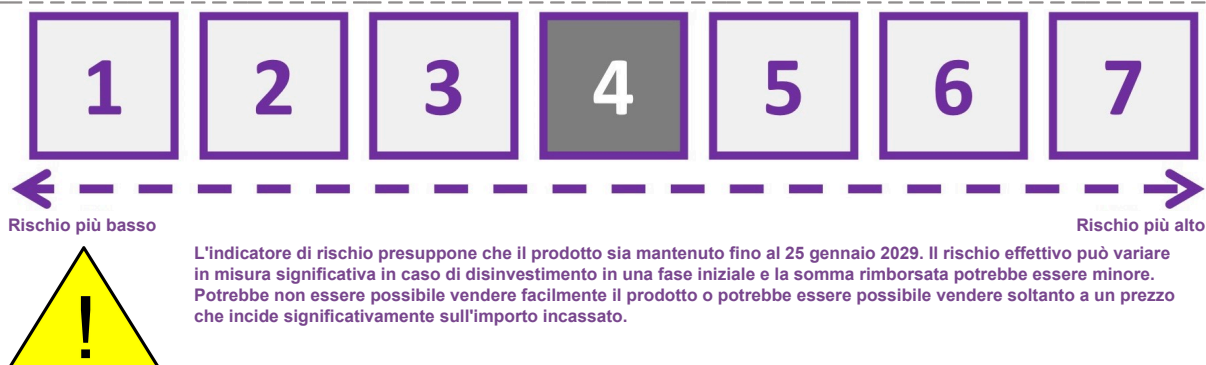 1 2 3 4 5 6 7
Rischio più basso Rischio più alto
L'indicatore di rischio presuppone che il prodotto sia mantenuto fino al 25 gennaio 2029. Il rischio effettivo può variare
in misura significativa in caso di disinvestimento in una fase iniziale e la somma rimborsata potrebbe essere minore.
Potrebbe non essere possibile vendere facilmente il prodotto o potrebbe essere possibile vendere soltanto a un prezzo
che incide significativamente sull'importo incassato.
!